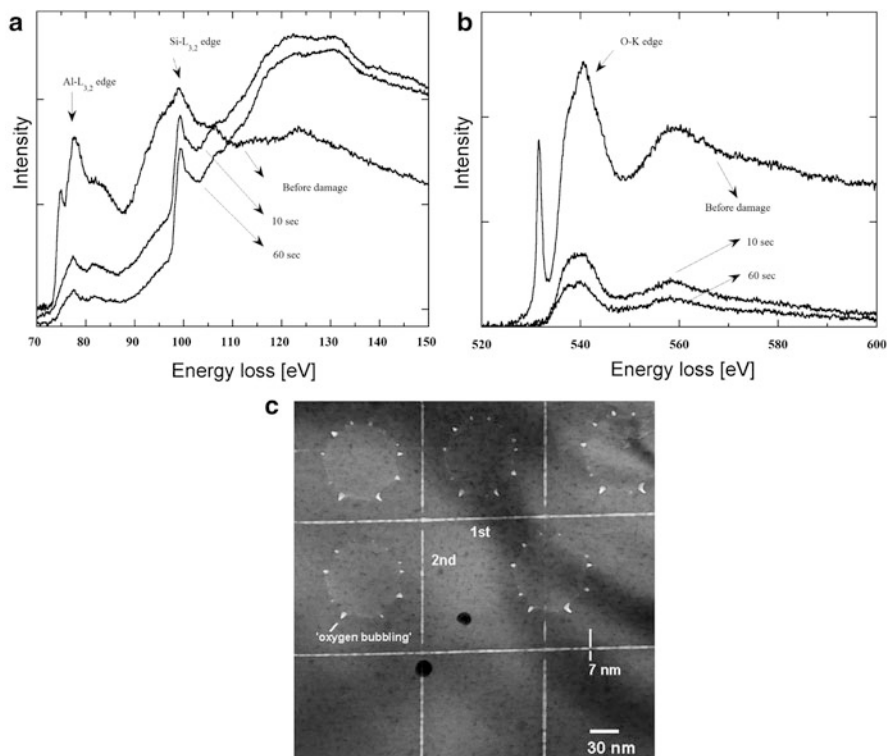 a
Intensity
Al-L3,2 edge
Si-L3,2 edge
Before damage
10 sec
60 sec
70 80 90 100 110 120 130 140 150
Energy loss [eV]
b
Intensity
O-K edge
Before damage
10 sec
60 sec
520 540 560 580 600
Energy loss [eV]
c
1st
2nd
'oxygen bubbling'
7 nm
30 nm